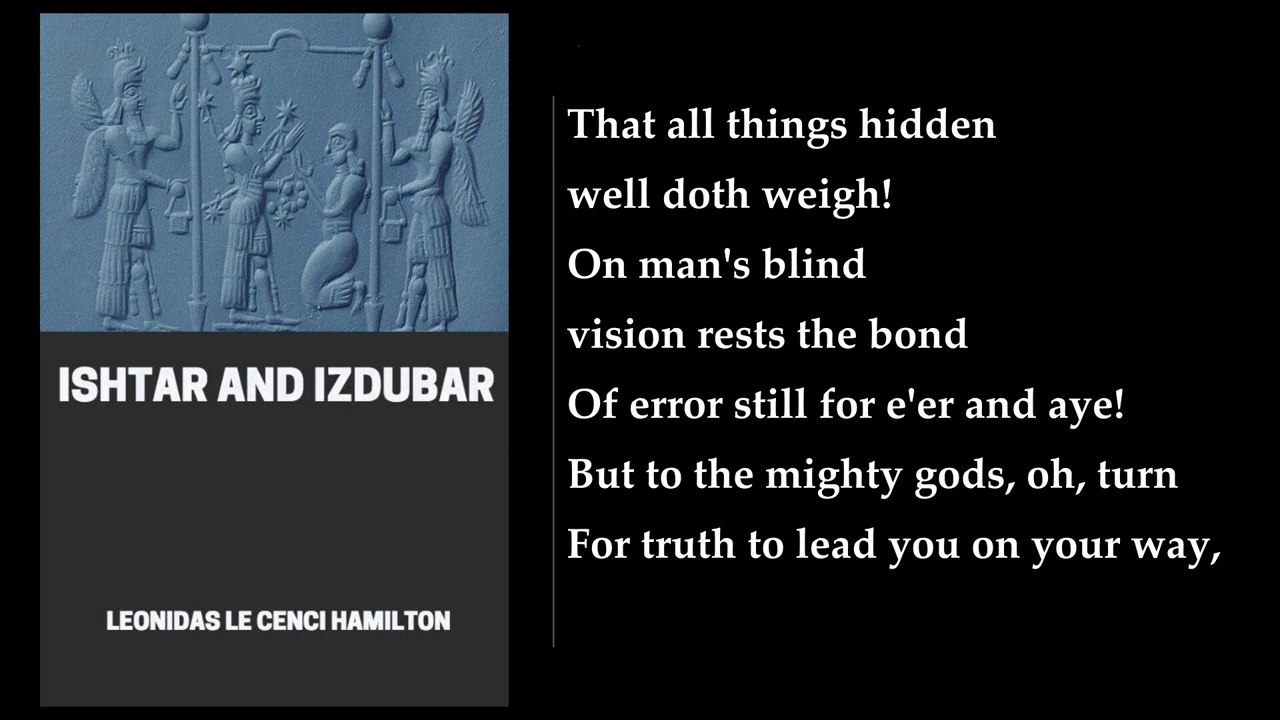 ISHTAR AND IZDUBAR
LEONIDAS LE CENCI HAMILTON
That all things hidden
well doth weigh!
On man's blind
vision rests the bond
Of error still for e'er and aye!
But to the mighty gods, oh, turn
For truth to lead you on your way,